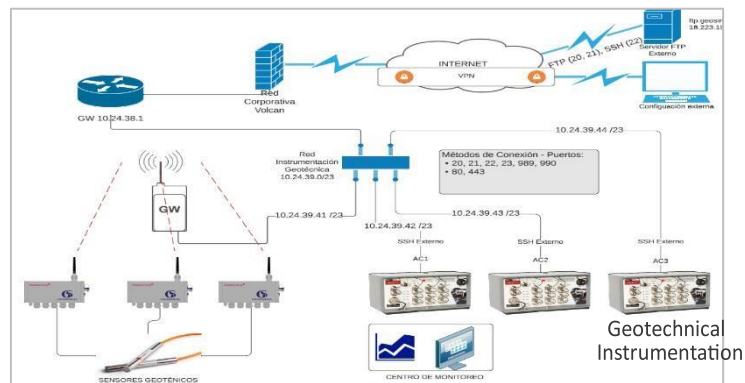 ftp.geosin
18.223.1
Servidor FTP
Externo
FTP (20, 21), SSH (22)
INTERNET
VPN
Configuación externa
Red
Corporativa
Volcan
GW 10.24.38.1
10.24.39.44 /23
Red
Instrumentación
Geotécnica
10.24.39.0/23
Métodos de Conexión - Puertos:
• 20, 21, 22, 23, 989, 990
• 80, 443
GW
10.24.39.41 /23
10.24.39.42 /23
10.24.39.43 /23
SSH Externo
SSH Externo
SSH Externo
AC1
AC2
AC3
Geotechnical
Instrumentation
SENSORES GEOTÉNICOS
CENTRO DE MONITOREO